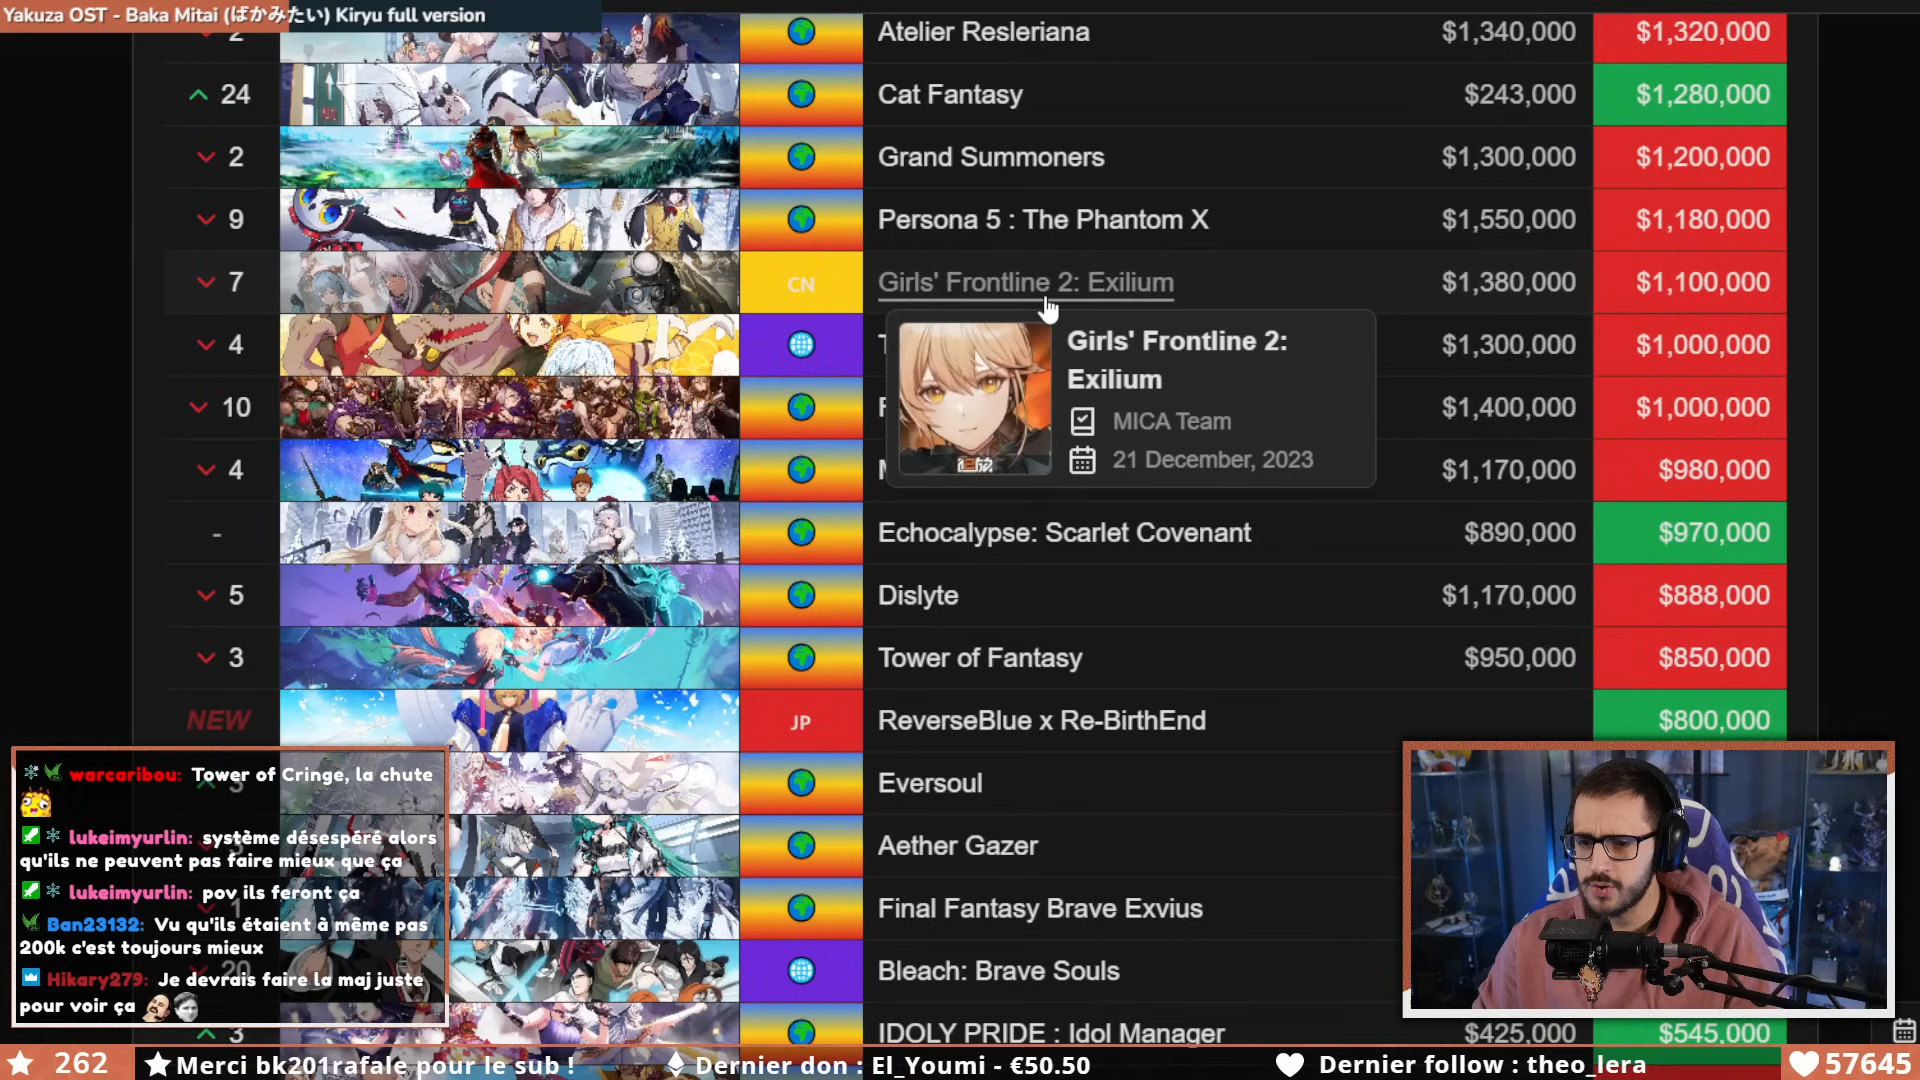 Yakuza OST - Baka Mitai (ばかみたい) Kiryu full version
2 Atelier Resleriana $1,340,000 $1,320,000
24 Cat Fantasy $243,000 $1,280,000
2 Grand Summoners $1,300,000 $1,200,000
9 Persona 5 : The Phantom X $1,550,000 $1,180,000
7 CN Girls' Frontline 2: Exilium $1,380,000 $1,100,000
4 $1,300,000 $1,000,000
10 $1,400,000 $1,000,000
4 $1,170,000 $980,000
Girls' Frontline 2:
Exilium
MICA Team
21 December, 2023
- Echocalypse: Scarlet Covenant $890,000 $970,000
5 Dislyte $1,170,000 $888,000
3 Tower of Fantasy $950,000 $850,000
NEW JP ReverseBlue x Re-BirthEnd $800,000
Eversoul
Aether Gazer
Final Fantasy Brave Exvius
Bleach: Brave Souls
3 IDOLY PRIDE : Idol Manager $425,000 $545,000
warcaribou: Tower of Cringe, la chute
lukeimyurlin: système désespéré alors
qu'ils ne peuvent pas faire mieux que ça
lukeimyurlin: pov ils feront ça
Ban23132: Vu qu'ils étaient à même pas
200k c'est toujours mieux
Hikary279: Je devrais faire la maj juste
pour voir ça
262 Merci bk201rafale pour le sub ! Dernier don : El_Youmi - €50.50 Dernier follow : theo_lera 57645